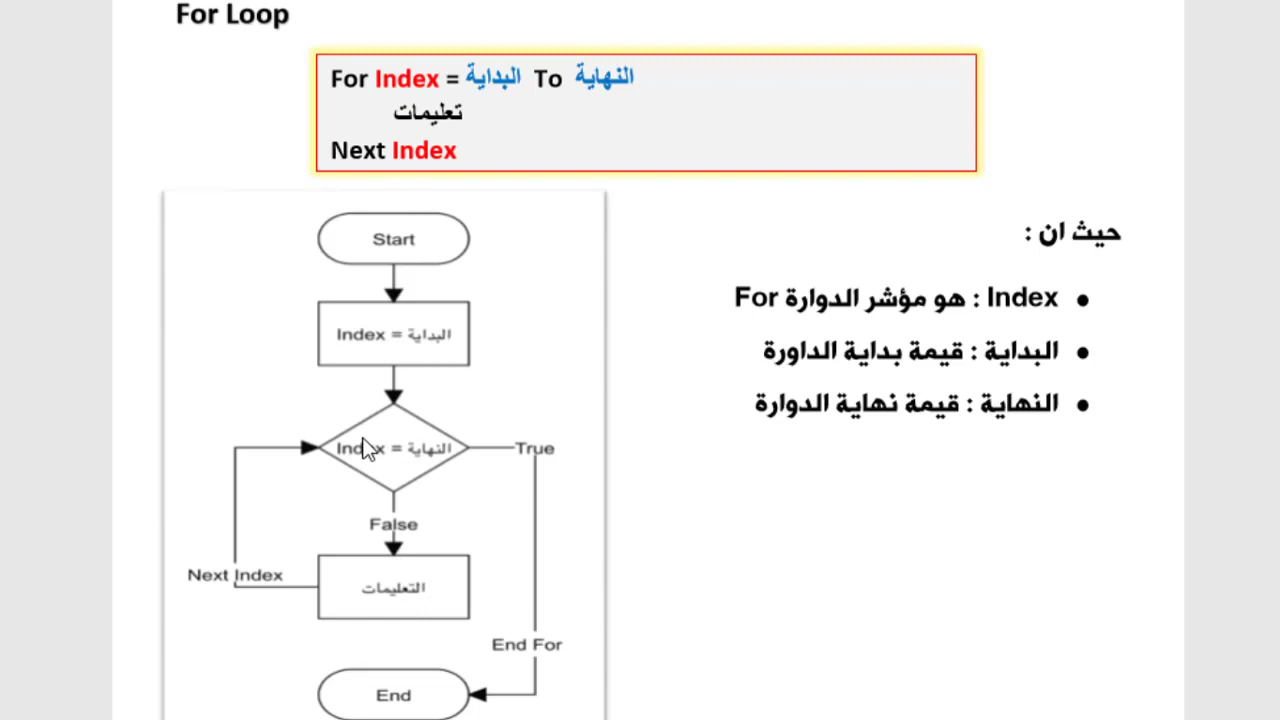 For Loop
For Index = البداية To النهاية
تعليمات
Next Index
حيث ان :
Index : هو مؤشر الدوارة For
البداية : قيمة بداية الداورة
النهاية : قيمة نهاية الدوارة
Start
Index = البداية
Index = النهاية
True
False
Next Index
التعليمات
End For
End